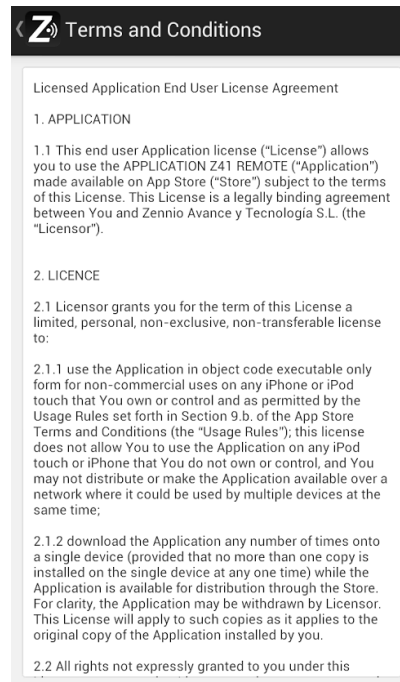 Terms and Conditions
Licensed Application End User License Agreement
1. APPLICATION
1.1 This end user Application license (“License”) allows
you to use the APPLICATION Z41 REMOTE (“Application”)
made available on App Store (“Store”) subject to the terms
of this License. This License is a legally binding agreement
between You and Zennio Avance y Tecnología S.L. (the
“Licensor”).
2. LICENCE
2.1 Licensor grants you for the term of this License a
limited, personal, non-exclusive, non-transferable license
to:
2.1.1 use the Application in object code executable only
form for non-commercial uses on any iPhone or iPod
touch that You own or control and as permitted by the
Usage Rules set forth in Section 9.b. of the App Store
Terms and Conditions (the “Usage Rules”); this license
does not allow You to use the Application on any iPod
touch or iPhone that You do not own or control, and You
may not distribute or make the Application available over a
network where it could be used by multiple devices at the
same time;
2.1.2 download the Application any number of times onto
a single device (provided that no more than one copy is
installed on the single device at any one time) while the
Application is available for distribution through the Store.
For clarity, the Application may be withdrawn by Licensor.
This License will apply to such copies as it applies to the
original copy of the Application installed by you.
2.2 All rights not expressly granted to you under this